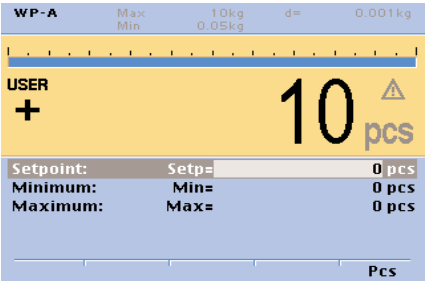 WP-A Max 10kg d= 0.001kg
Min 0.05kg
USER
+ 10 pcs
Setpoint: Setp= 0 pcs
Minimum: Min= 0 pcs
Maximum: Max= 0 pcs
Pcs